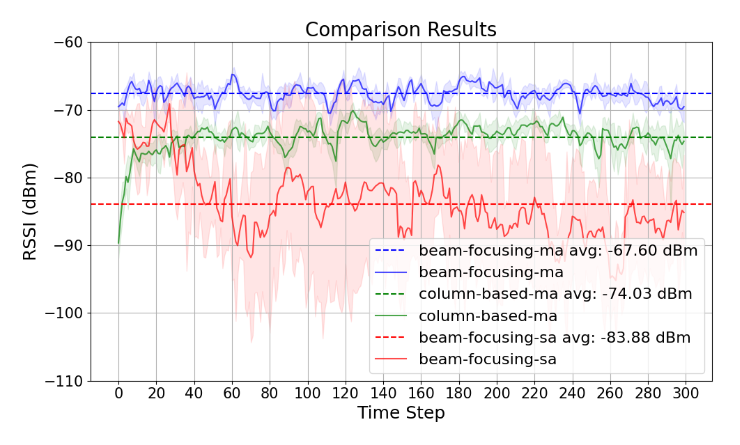 Comparison Results
RSSI (dBm)
−60
−70
−80
−90
−100
−110
beam-focusing-ma avg: -67.60 dBm
beam-focusing-ma
column-based-ma avg: -74.03 dBm
column-based-ma
beam-focusing-sa avg: -83.88 dBm
beam-focusing-sa
0 20 40 60 80 100 120 140 160 180 200 220 240 260 280 300
Time Step